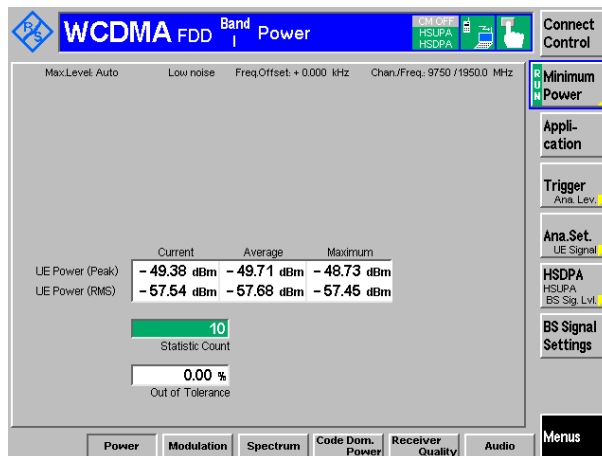 R&S
WCDMA FDD Band I Power
CM OFF
HSUPA
HSDPA
Connect Control
Max.Level: Auto Low noise Freq.Offset: + 0.000 kHz Chan./Freq.: 9750 / 1950.0 MHz
RUN
Minimum Power
Appli-
cation
Trigger
Ana. Lev.
Ana.Set.
UE Signal
Current Average Maximum
UE Power (Peak) - 49.38 dBm - 49.71 dBm - 48.73 dBm
UE Power (RMS) - 57.54 dBm - 57.68 dBm - 57.45 dBm
HSDPA
HSUPA
BS Sig. Lvl.
10
Statistic Count
BS Signal
Settings
0.00 %
Out of Tolerance
Power Modulation Spectrum Code Dom. Power Receiver Quality Audio
Menus